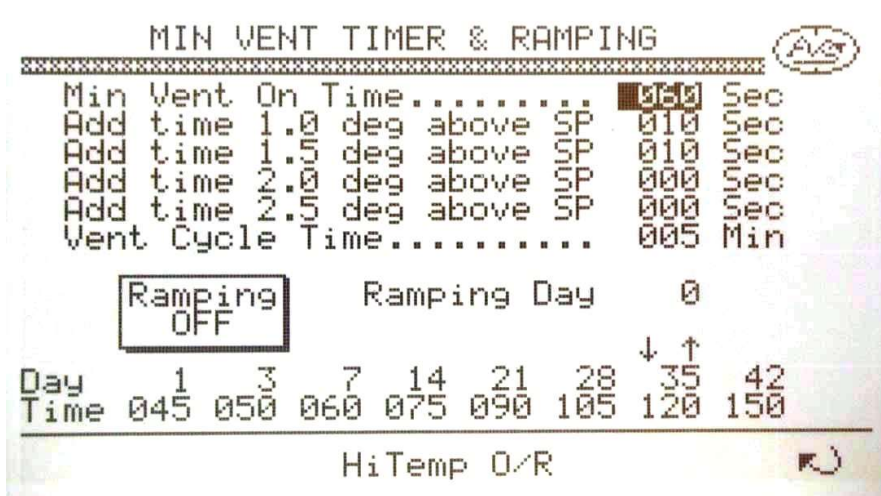 MIN VENT TIMER & RAMPING
Min Vent On Time......... 060 Sec
Add time 1.0 deg above SP 010 Sec
Add time 1.5 deg above SP 010 Sec
Add time 2.0 deg above SP 000 Sec
Add time 2.5 deg above SP 000 Sec
Vent Cycle Time.......... 005 Min
Ramping Ramping Day 0
OFF
↓ ↑
Day 1 3 7 14 21 28 35 42
Time 045 050 060 075 090 105 120 150
HiTemp O/R